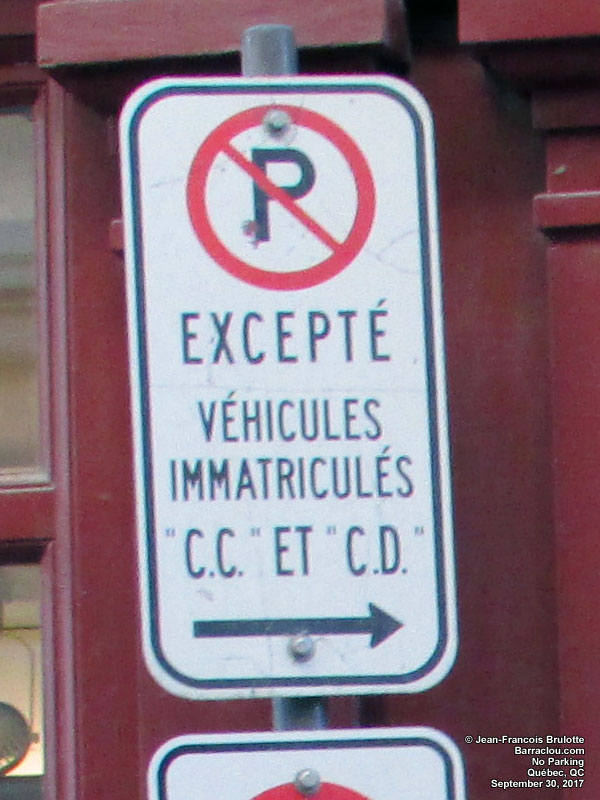 P
EXCEPTÉ
VÉHICULES
IMMATRICULÉS
"C.C." ET "C.D."
© Jean-Francois Brulotte
Barraclou.com
No Parking
Québec, QC
September 30, 2017